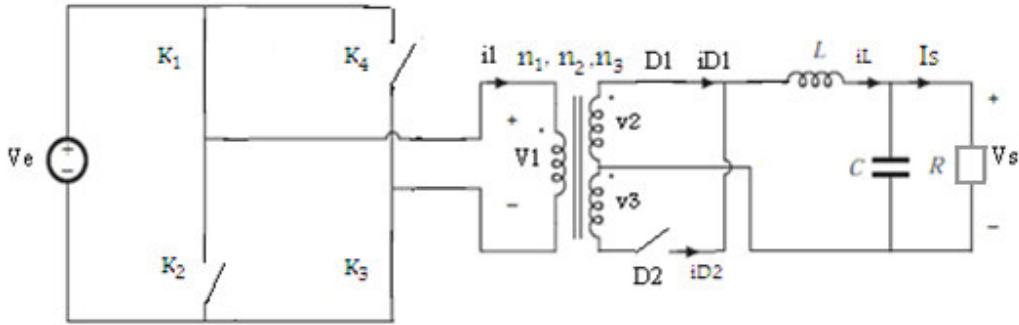 K₁
K₄
i1
n₁, n₂, n₃
D1
iD1
L
iL
Is
+
+
V1
−
v2
v3
Ve
+
−
C
R
Vs
−
K₂
K₃
D2
iD2